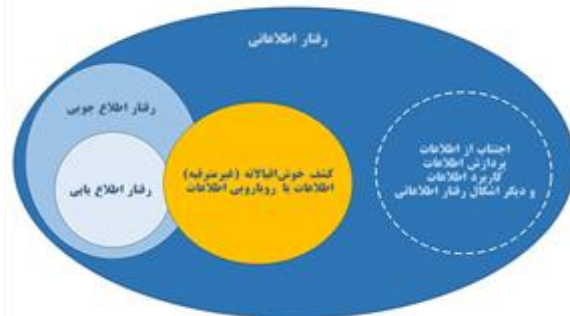 رفتار اطلاعاتی
رفتار اطلاع جویی
رفتار اطلاع یابی
کشف خوش‌اقبالانه (غیرمترقبه)
اطلاعات یا رویارویی اطلاعات
اجتناب از اطلاعات
پردازش اطلاعات
کاربرد اطلاعات
و دیگر اشکال رفتار اطلاعاتی